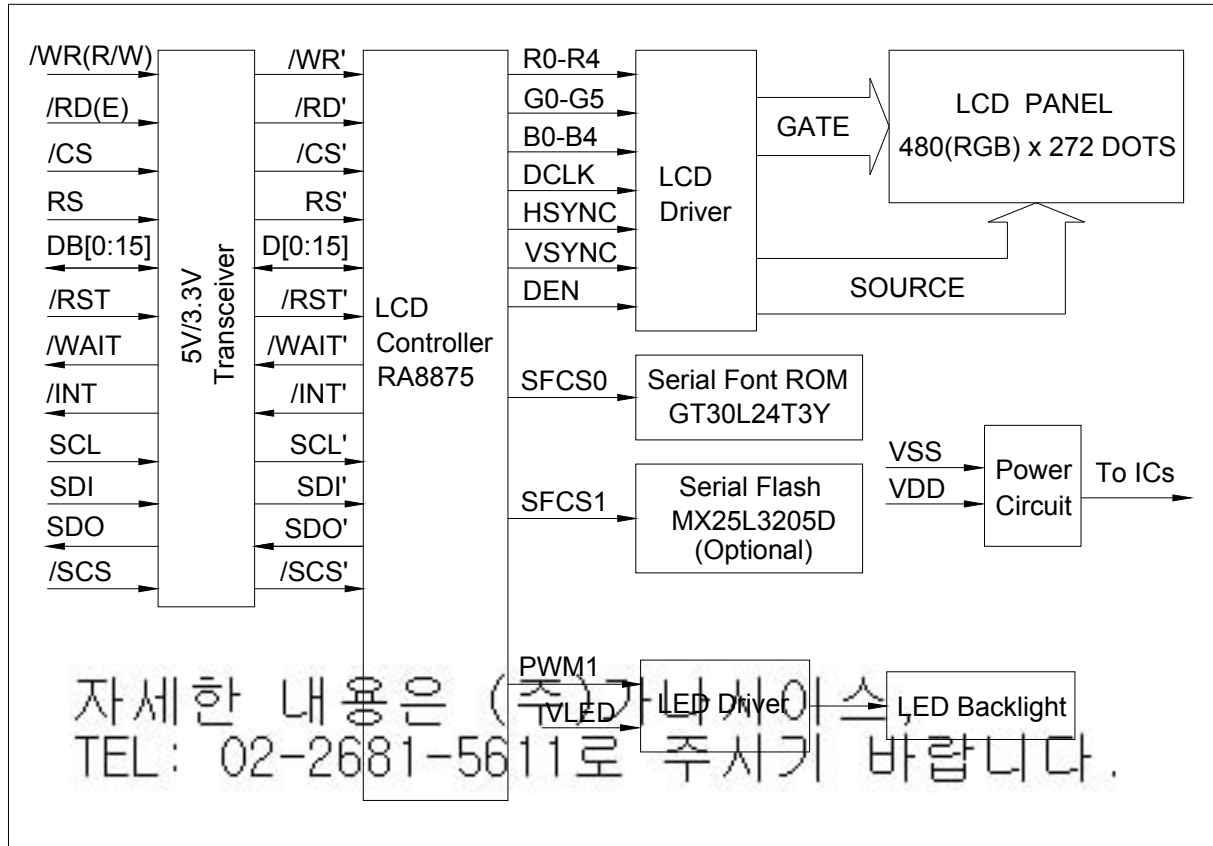 /WR(R/W)
/RD(E)
/CS
RS
DB[0:15]
/RST
/WAIT
/INT
SCL
SDI
SDO
/SCS
5V/3.3V
Transceiver
/WR'
/RD'
/CS'
RS'
D[0:15]
/RST'
/WAIT'
/INT'
SCL'
SDI'
SDO'
/SCS'
LCD
Controller
RA8875
R0-R4
G0-G5
B0-B4
DCLK
HSYNC
VSYNC
DEN
SFCS0
SFCS1
PWM1
VLED
LCD
Driver
GATE
SOURCE
LCD PANEL
480(RGB) x 272 DOTS
Serial Font ROM
GT30L24T3Y
Serial Flash
MX25L3205D
(Optional)
VSS
VDD
Power
Circuit
To ICs
LED Driver
LED Backlight
자세한 내용은 (주)가나사이스,
TEL: 02-2681-5611로 주시기 바랍니다.